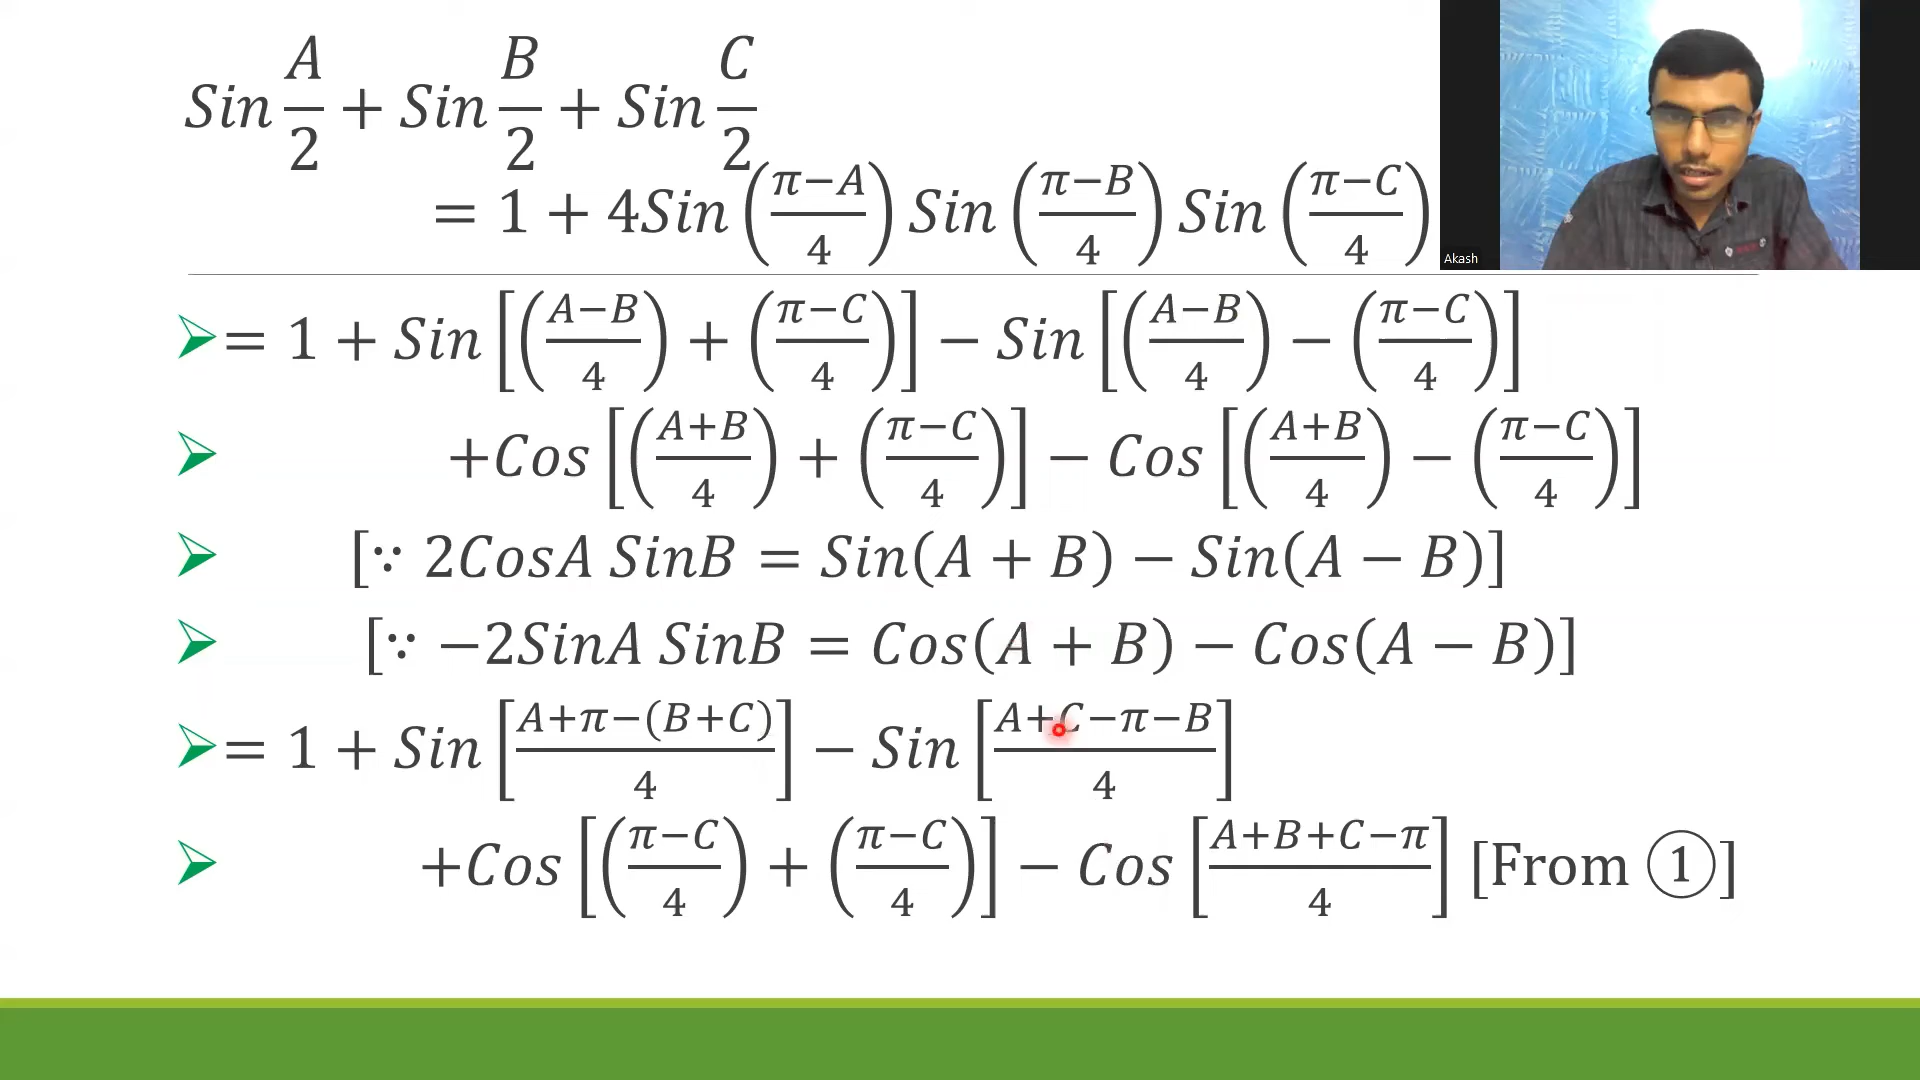 Sin A/2 + Sin B/2 + Sin C/2
= 1 + 4Sin((π−A)/4) Sin((π−B)/4) Sin((π−C)/4)
Akash
= 1 + Sin[((A−B)/4) + ((π−C)/4)] − Sin[((A−B)/4) − ((π−C)/4)]
+Cos[((A+B)/4) + ((π−C)/4)] − Cos[((A+B)/4) − ((π−C)/4)]
[∵ 2CosA SinB = Sin(A + B) − Sin(A − B)]
[∵ −2SinA SinB = Cos(A + B) − Cos(A − B)]
= 1 + Sin[(A+π−(B+C))/4] − Sin[(A+C−π−B)/4]
+Cos[((π−C)/4) + ((π−C)/4)] − Cos[(A+B+C−π)/4] [From ①]